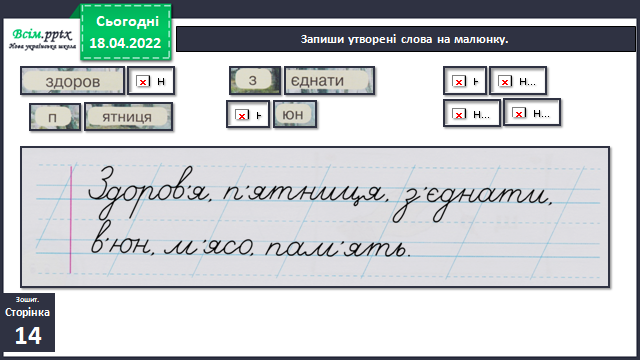 Всім.pptx
Нова українська школа
Сьогодні
18.04.2022
Запиши утворені слова на малюнку.
здоров н
з єднати
н н...
п ятниця
н юн
н... н...
Здоров'я, п'ятниця, з'єднати,
в'юн, м'ясо, пам'ять.
Зошит.
Сторінка
14